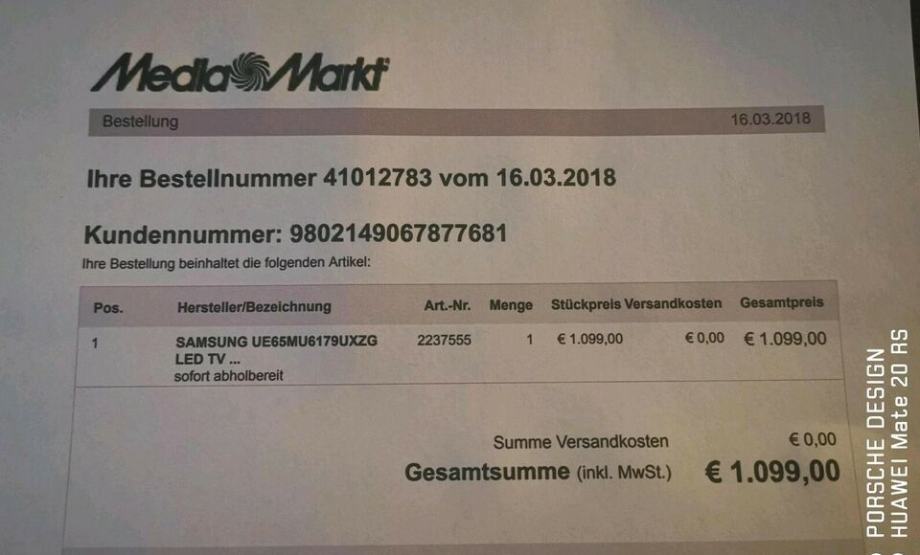 Media Markt
Bestellung 16.03.2018
Ihre Bestellnummer 41012783 vom 16.03.2018
Kundennummer: 9802149067877681
Ihre Bestellung beinhaltet die folgenden Artikel:
Pos. Hersteller/Bezeichnung Art.-Nr. Menge Stückpreis Versandkosten Gesamtpreis
1 SAMSUNG UE65MU6179UXZG 2237555 1 € 1.099,00 € 0,00 € 1.099,00
LED TV ...
sofort abholbereit
Summe Versandkosten € 0,00
Gesamtsumme (inkl. MwSt.) € 1.099,00
PORSCHE DESIGN
HUAWEI Mate 20 RS